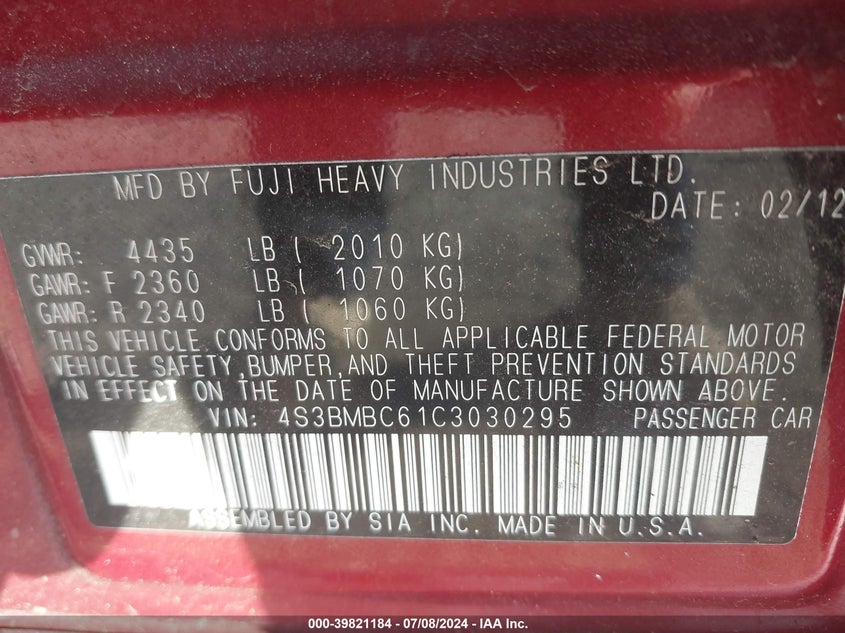 MFD BY FUJI HEAVY INDUSTRIES LTD.
DATE: 02/12
GVWR: 4435 LB ( 2010 KG)
GAWR: F 2360 LB ( 1070 KG)
GAWR: R 2340 LB ( 1060 KG)
THIS VEHICLE CONFORMS TO ALL APPLICABLE FEDERAL MOTOR
VEHICLE SAFETY,BUMPER,AND THEFT PREVENTION STANDARDS
IN EFFECT ON THE DATE OF MANUFACTURE SHOWN ABOVE.
VIN: 4S3BMBC61C3030295 PASSENGER CAR
ASSEMBLED BY SIA INC. MADE IN U.S.A.
000-39821184 - 07/08/2024 - IAA Inc.